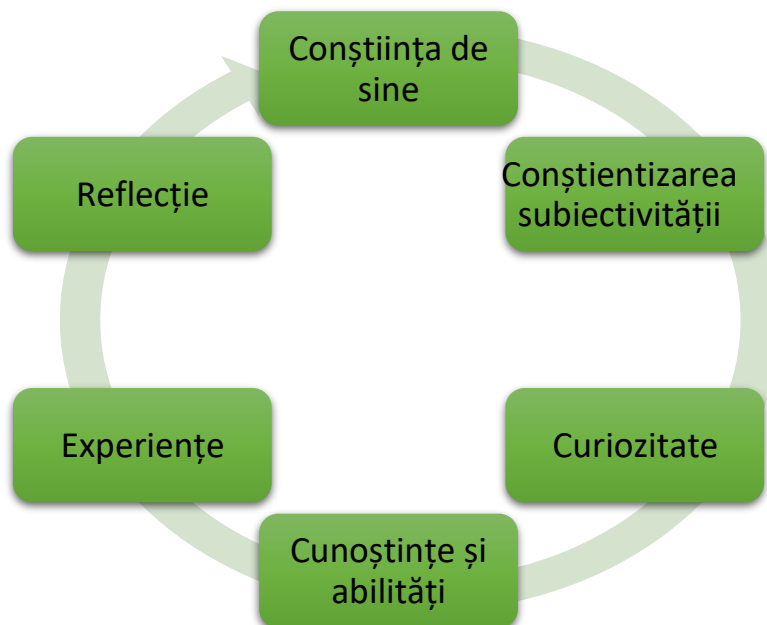 Conștiința de
sine
Conștientizarea
subiectivității
Curiozitate
Cunoștințe și
abilități
Experiențe
Reflecție